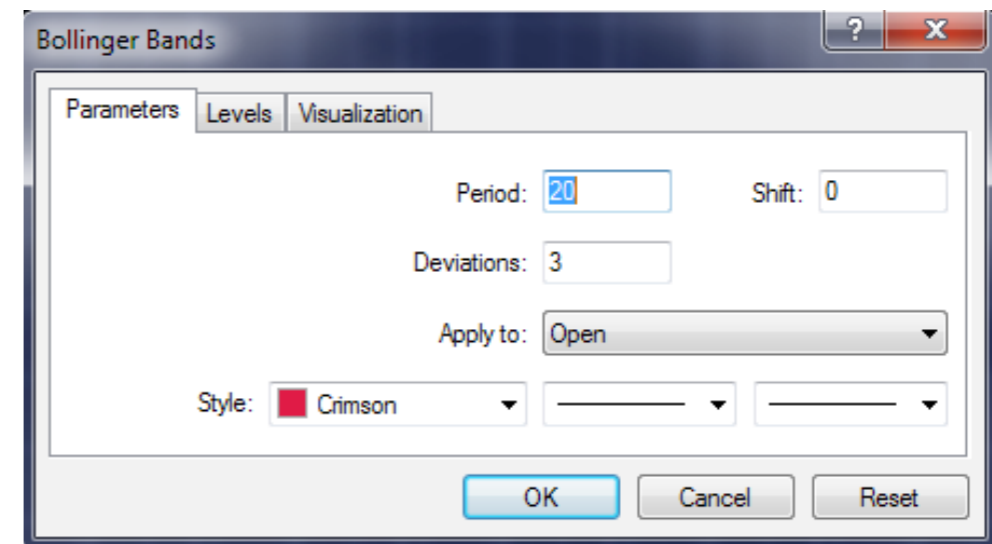 Bollinger Bands
?
X
Parameters Levels Visualization
Period: 20 Shift: 0
Deviations: 3
Apply to: Open
Style: Crimson
OK Cancel Reset